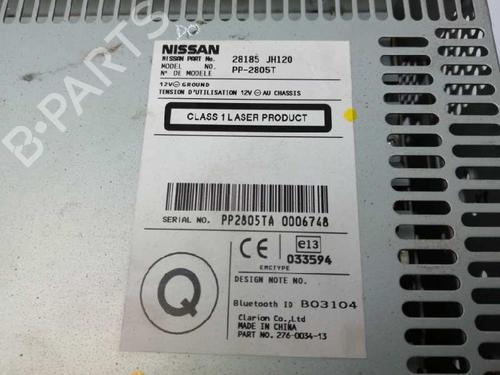 NISSAN
NISSAN PART No. 28185 JH120
MODEL NO. PP-2805T
N° DE MODELE
12V ⊖ GROUND
TENSION D'UTILISATION 12V ⊖ AU CHASSIS
CLASS 1 LASER PRODUCT
SERIAL NO. PP2805TA 0006748
CE e13
033594
EMCTYPE
Q
DESIGN NOTE NO.
Bluetooth ID B03104
Clarion Co.,Ltd
MADE IN CHINA
PART NO. 276-0034-13
B-Parts